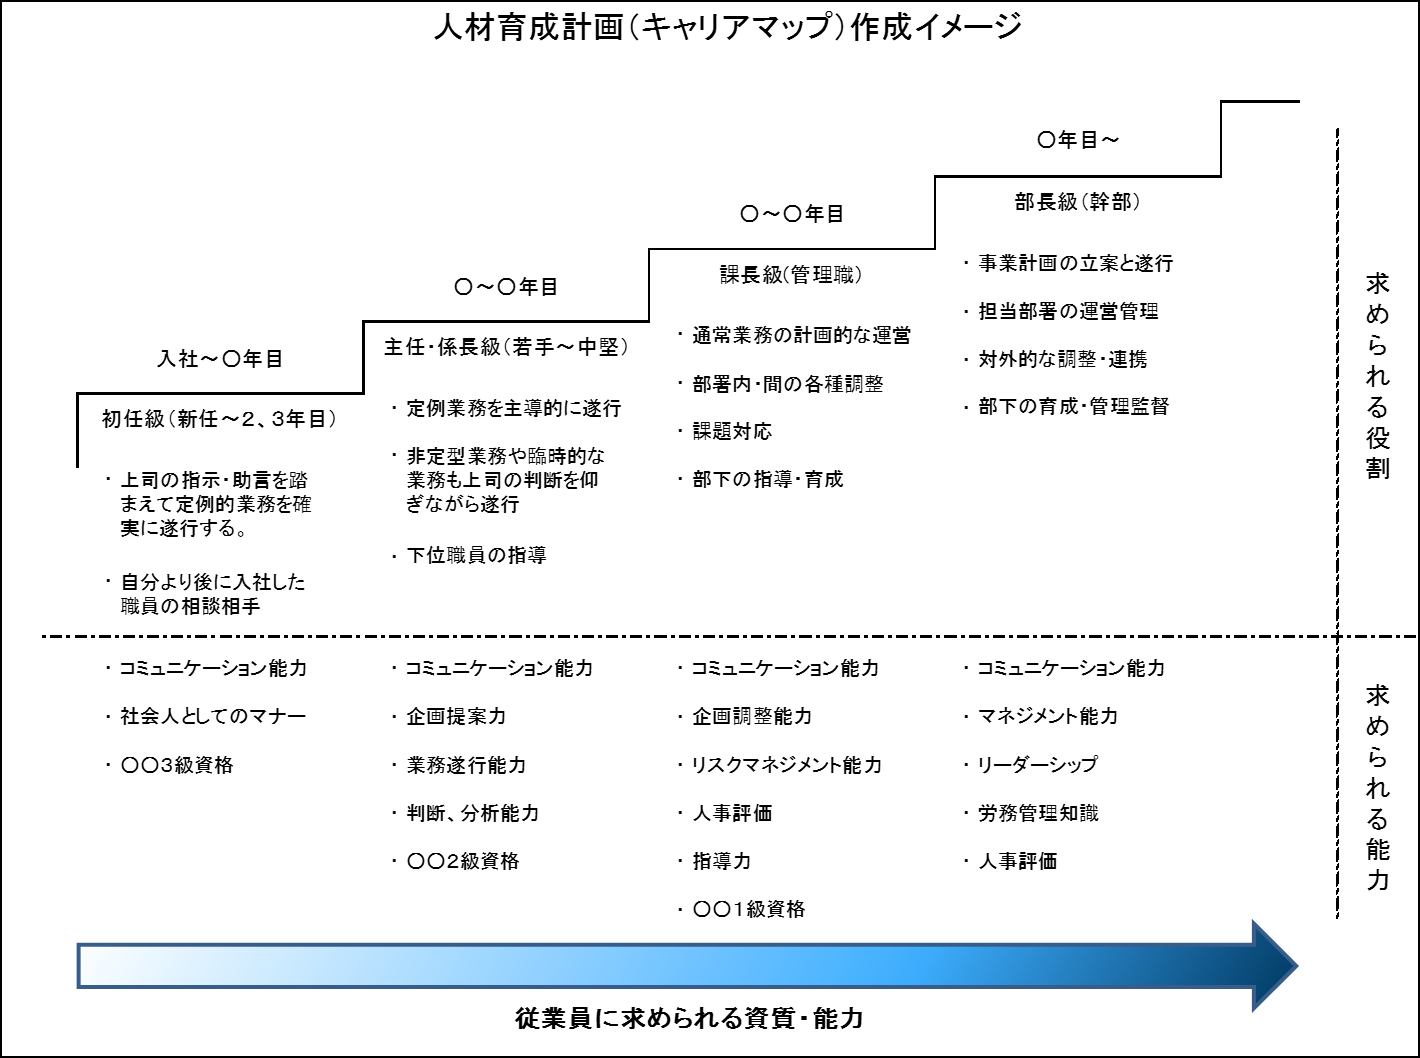 人材育成計画（キャリアマップ）作成イメージ
入社～〇年目
初任級（新任～２、３年目）
・上司の指示・助言を踏
まえて定例的業務を確
実に遂行する。
・自分より後に入社した
職員の相談相手
〇～〇年目
主任・係長級（若手～中堅）
・定例業務を主導的に遂行
・非定型業務や臨時的な
業務も上司の判断を仰
ぎながら遂行
・下位職員の指導
〇～〇年目
課長級（管理職）
・通常業務の計画的な運営
・部署内・間の各種調整
・課題対応
・部下の指導・育成
〇年目～
部長級（幹部）
・事業計画の立案と遂行
・担当部署の運営管理
・対外的な調整・連携
・部下の育成・管理監督
求められる役割
・コミュニケーション能力
・社会人としてのマナー
・〇〇３級資格
・コミュニケーション能力
・企画提案力
・業務遂行能力
・判断、分析能力
・〇〇２級資格
・コミュニケーション能力
・企画調整能力
・リスクマネジメント能力
・人事評価
・指導力
・〇〇１級資格
・コミュニケーション能力
・マネジメント能力
・リーダーシップ
・労務管理知識
・人事評価
求められる能力
従業員に求められる資質・能力